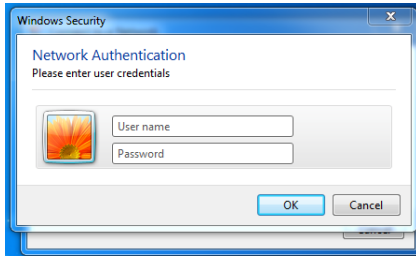 Windows Security
Network Authentication
Please enter user credentials
User name
Password
OK
Cancel